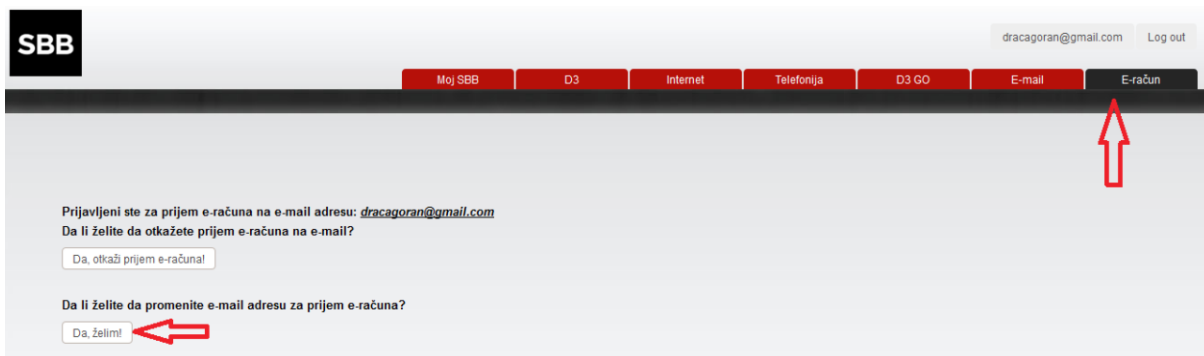 SBB
dracagoran@gmail.com Log out
Moj SBB D3 Internet Telefonija D3 GO E-mail E-račun
Prijavljeni ste za prijem e-računa na e-mail adresu: dracagoran@gmail.com
Da li želite da otkažete prijem e-računa na e-mail?
Da, otkaži prijem e-računa!
Da li želite da promenite e-mail adresu za prijem e-računa?
Da, želim!